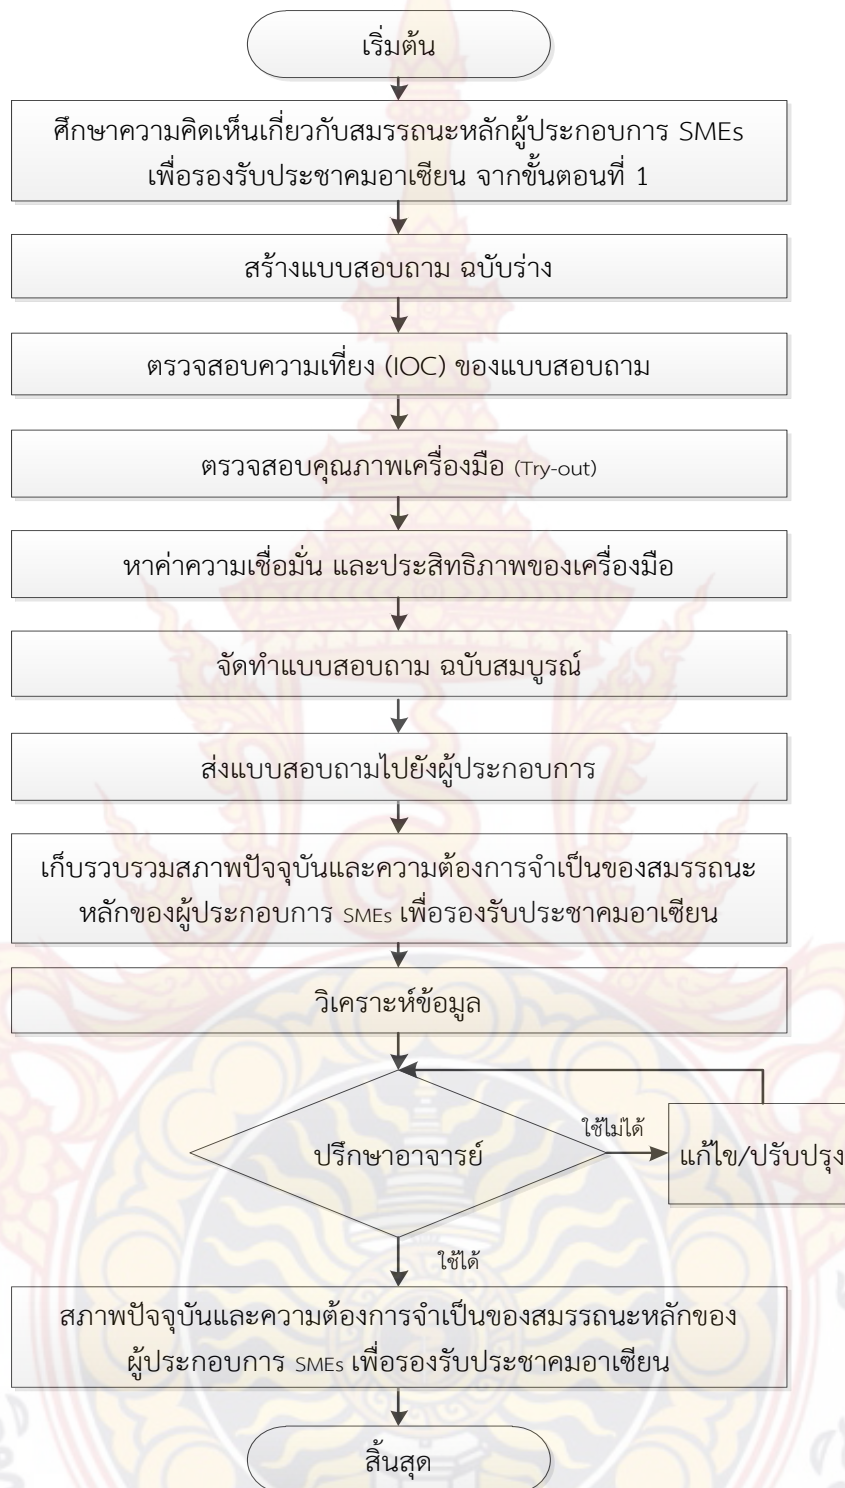 เริ่มต้น
ศึกษาความคิดเห็นเกี่ยวกับสมรรถนะหลักผู้ประกอบการ SMEs
เพื่อรองรับประชาคมอาเซียน จากขั้นตอนที่ 1
สร้างแบบสอบถาม ฉบับร่าง
ตรวจสอบความเที่ยง (IOC) ของแบบสอบถาม
ตรวจสอบคุณภาพเครื่องมือ (Try-out)
หาค่าความเชื่อมั่น และประสิทธิภาพของเครื่องมือ
จัดทำแบบสอบถาม ฉบับสมบูรณ์
ส่งแบบสอบถามไปยังผู้ประกอบการ
เก็บรวบรวมสภาพปัจจุบันและความต้องการจำเป็นของสมรรถนะ
หลักของผู้ประกอบการ SMEs เพื่อรองรับประชาคมอาเซียน
วิเคราะห์ข้อมูล
ปรึกษาอาจารย์
ใช้ไม่ได้
แก้ไข/ปรับปรุง
ใช้ได้
สภาพปัจจุบันและความต้องการจำเป็นของสมรรถนะหลักของ
ผู้ประกอบการ SMEs เพื่อรองรับประชาคมอาเซียน
สิ้นสุด